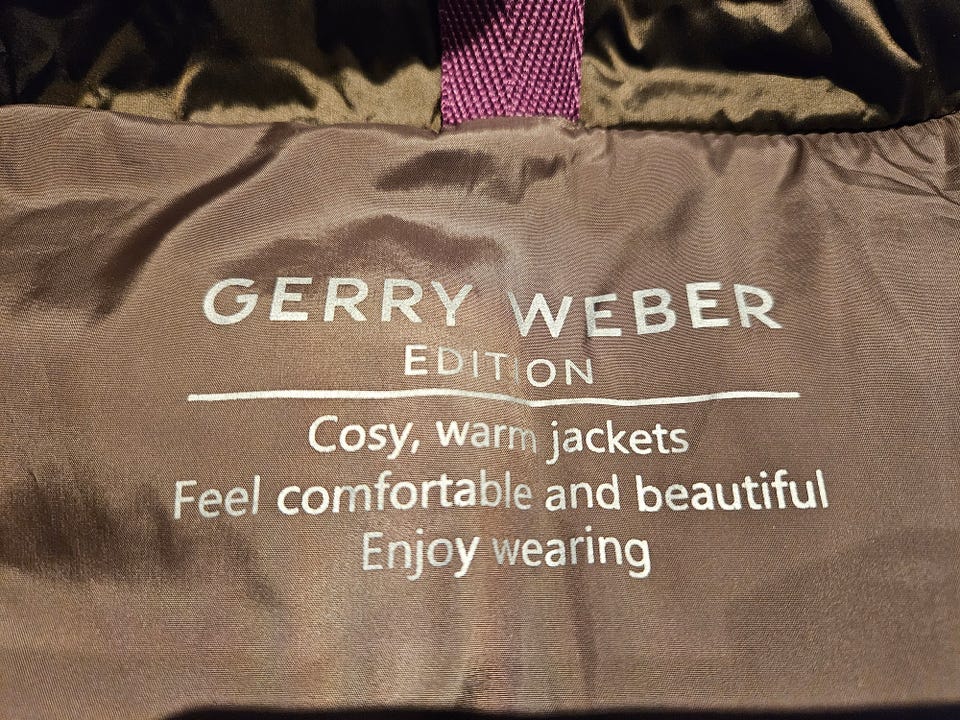 GERRY WEBER
EDITION
Cosy, warm jackets
Feel comfortable and beautiful
Enjoy wearing